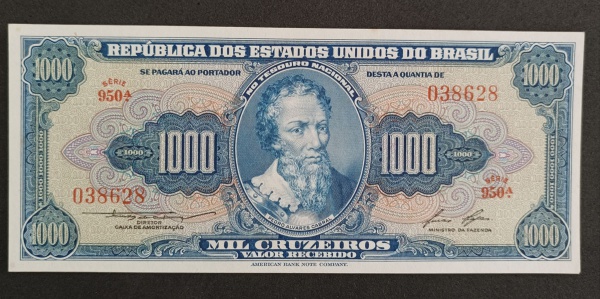 REPÚBLICA DOS ESTADOS UNIDOS DO BRASIL
1000 1000
SE PAGARÁ AO PORTADOR NO TESOURO NACIONAL DESTA A QUANTIA DE
SÉRIE
950A. 038628
1000 1000
1000 1000 1000 1000
SÉRIE
038628 950A.
PEDRO ALVARES CABRAL
DIRETOR
CAIXA DE AMORTIZAÇÃO
MINISTRO DA FAZENDA
1000 1000
MIL CRUZEIROS
VALOR RECEBIDO
AMERICAN BANK NOTE COMPANY.